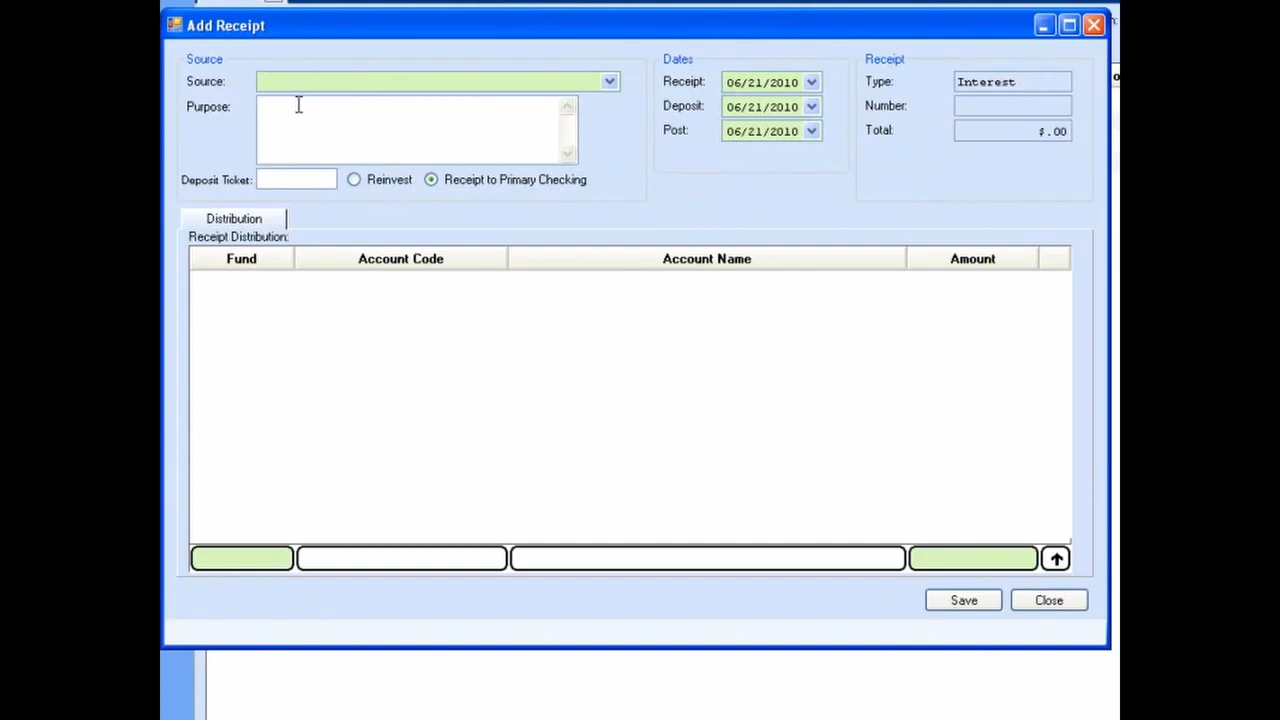 Add Receipt
Source
Source:
Purpose:
Deposit Ticket:
Reinvest
Receipt to Primary Checking
Dates
Receipt: 06/21/2010
Deposit: 06/21/2010
Post: 06/21/2010
Receipt
Type: Interest
Number:
Total: $.00
Distribution
Receipt Distribution:
Fund Account Code Account Name Amount
Save Close